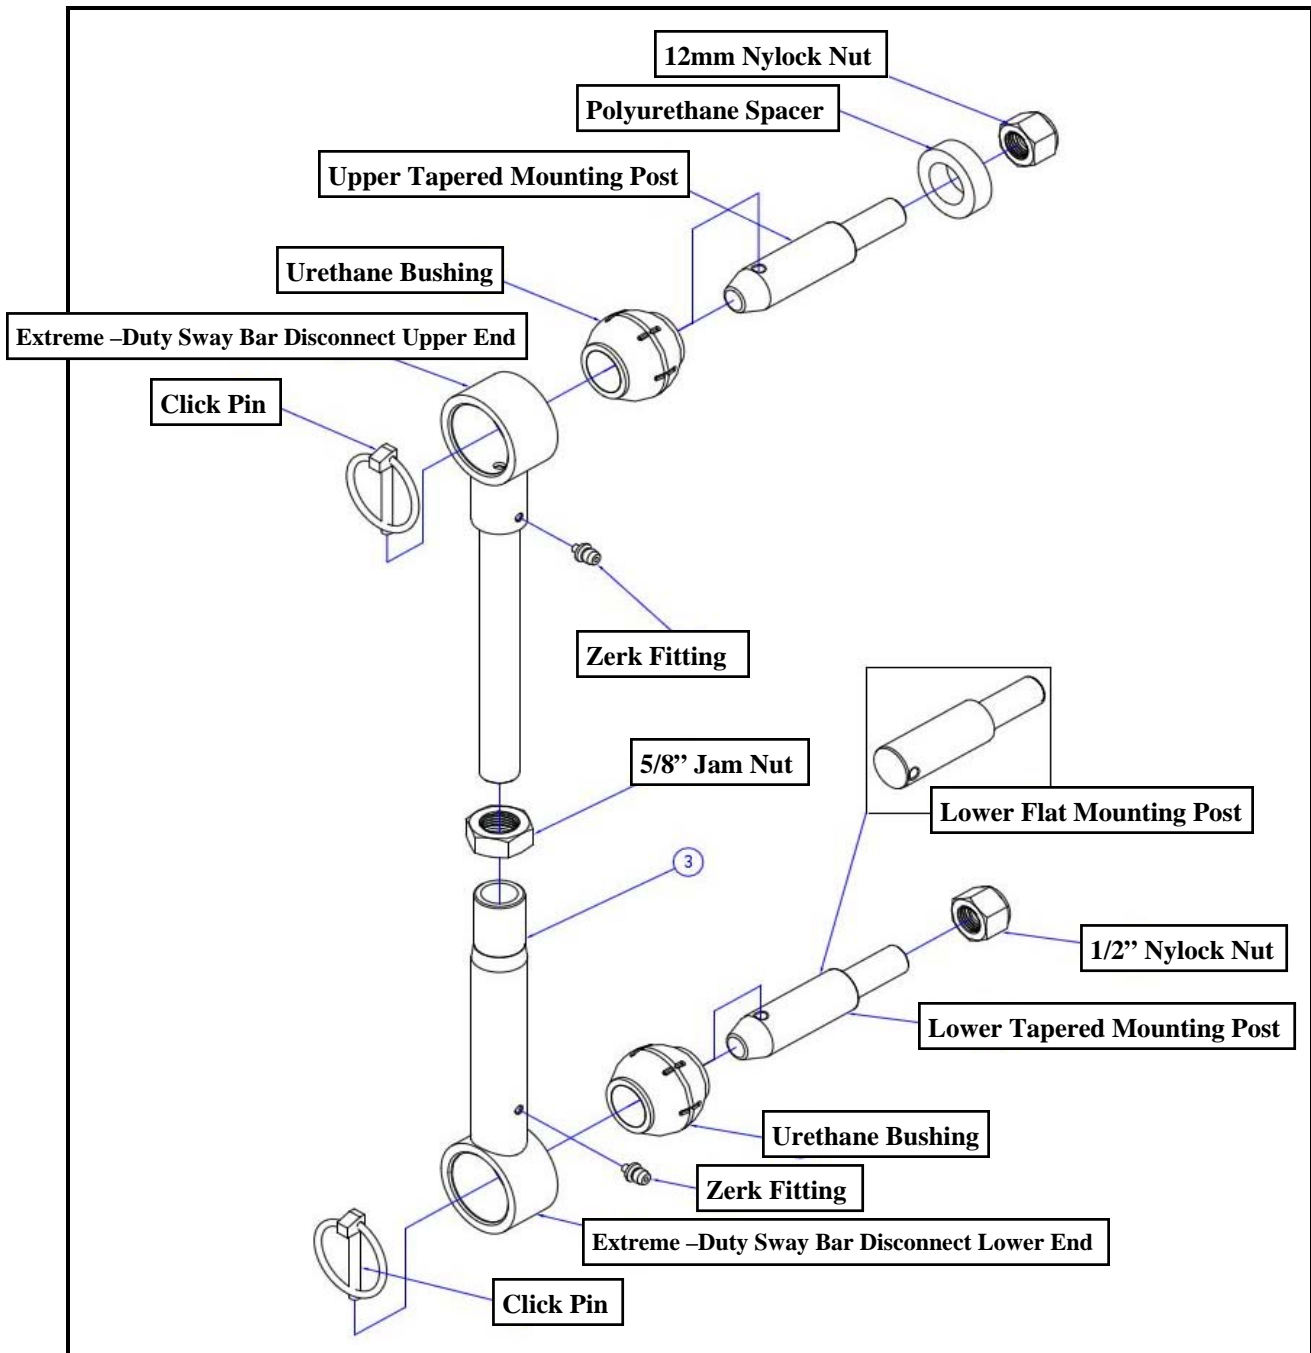 12mm Nylock Nut
Polyurethane Spacer
Upper Tapered Mounting Post
Urethane Bushing
Extreme –Duty Sway Bar Disconnect Upper End
Click Pin
Zerk Fitting
5/8” Jam Nut
Lower Flat Mounting Post
3
1/2” Nylock Nut
Lower Tapered Mounting Post
Urethane Bushing
Zerk Fitting
Extreme –Duty Sway Bar Disconnect Lower End
Click Pin